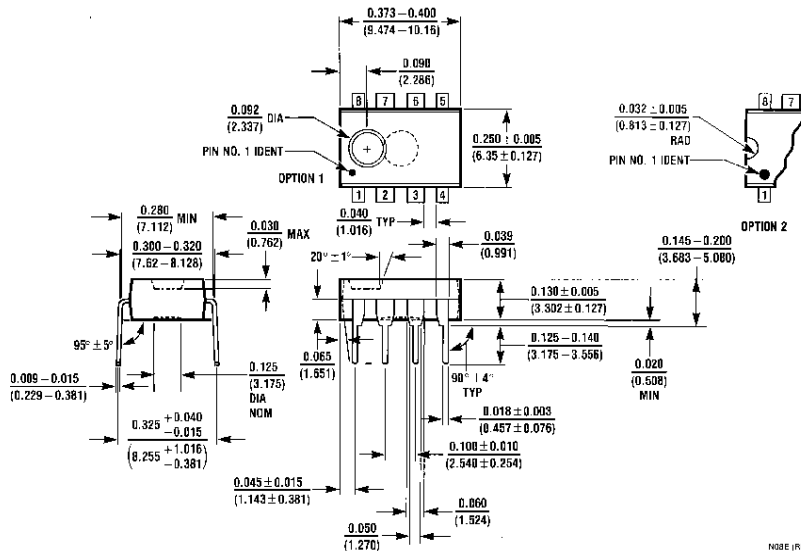 0.373 – 0.400
(9.474 – 10.16)
0.090
(2.286)
8 7 6 5
0.092 DIA
(2.337)
PIN NO. 1 IDENT
OPTION 1
1 2 3 4
0.250 ± 0.005
(6.35 ± 0.127)
0.032 ± 0.005
(0.813 ± 0.127)
RAD
PIN NO. 1 IDENT
8 7
1
OPTION 2
0.280 MIN
(7.112)
0.300 – 0.320
(7.62 – 8.128)
0.030 MAX
(0.762)
0.040 TYP
(1.016)
0.039
(0.991)
20° ± 1°
0.145 – 0.200
(3.683 – 5.080)
0.130 ± 0.005
(3.302 ± 0.127)
0.125 – 0.140
(3.175 – 3.556)
0.020
(0.508)
MIN
95° ± 5°
0.065
(1.651)
90° ± 4°
TYP
0.009 – 0.015
(0.229 – 0.381)
0.125
(3.175)
DIA
NOM
0.018 ± 0.003
(0.457 ± 0.076)
0.325 +0.040 −0.015
(8.255 +1.016 −0.381)
0.100 ± 0.010
(2.540 ± 0.254)
0.045 ± 0.015
(1.143 ± 0.381)
0.060
(1.524)
0.050
(1.270)
N08E (R